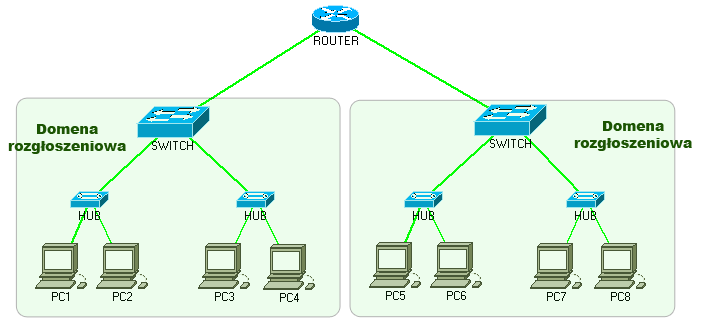 ROUTER
Domena
rozgłoszeniowa
SWITCH
Domena
rozgłoszeniowa
SWITCH
HUB
HUB
HUB
HUB
PC1
PC2
PC3
PC4
PC5
PC6
PC7
PC8